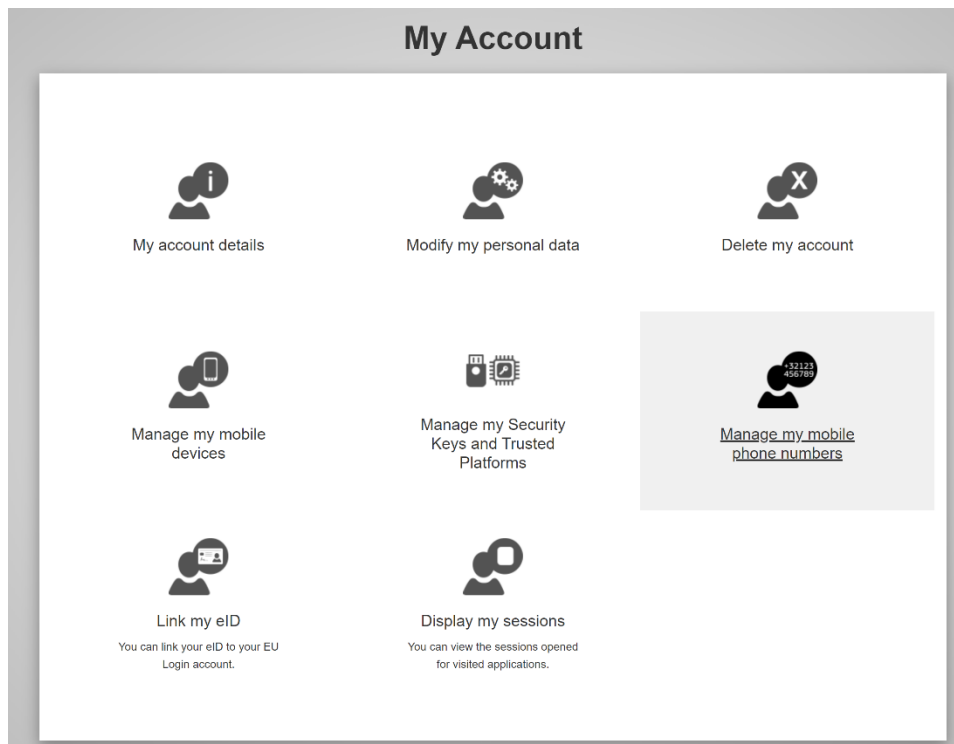 My Account
i
X
My account details
Modify my personal data
Delete my account
+32123
456789
Manage my mobile
devices
Manage my Security
Keys and Trusted
Platforms
Manage my mobile
phone numbers
Link my eID
You can link your eID to your EU
Login account.
Display my sessions
You can view the sessions opened
for visited applications.